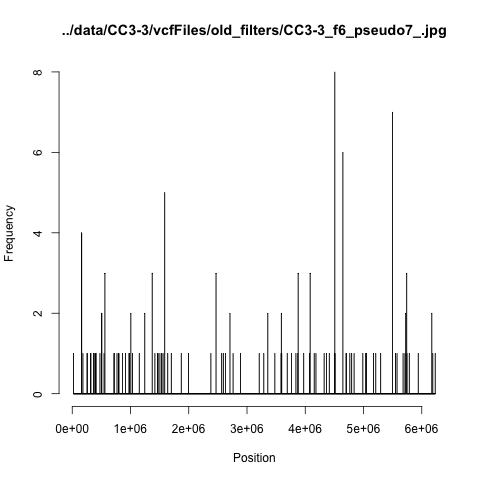 ../data/CC3-3/vcfFiles/old_filters/CC3-3_f6_pseudo7_.jpg
Frequency
8
6
4
2
0
0e+00 1e+06 2e+06 3e+06 4e+06 5e+06 6e+06
Position